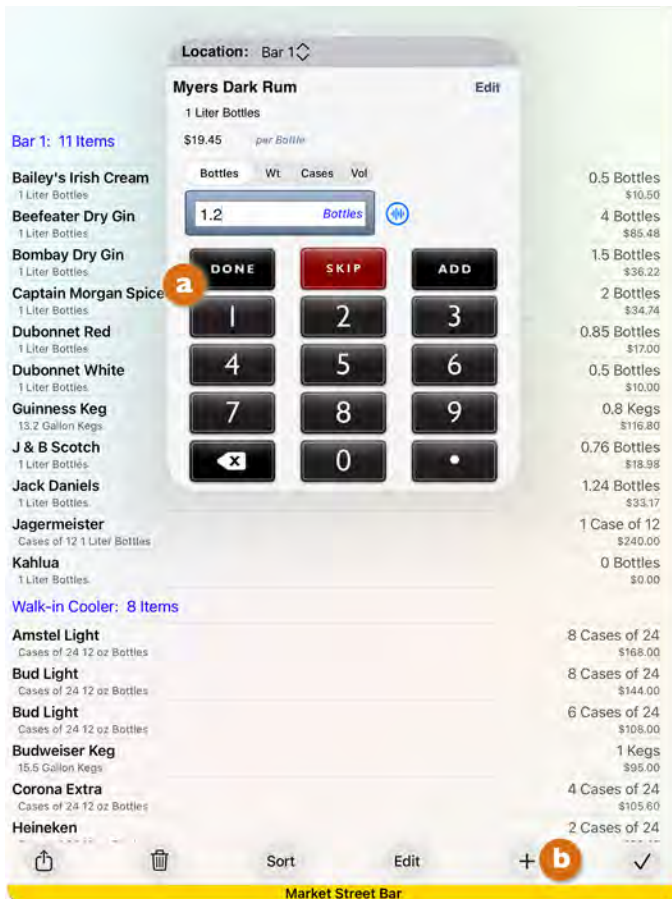 Location: Bar 1
Myers Dark Rum Edit
1 Liter Bottles
$19.45 per Bottle
Bottles Wt Cases Vol
1.2 Bottles
DONE SKIP ADD
a
1 2 3
4 5 6
7 8 9
0 .
Bar 1: 11 Items
Bailey's Irish Cream 0.5 Bottles
1 Liter Bottles $10.50
Beefeater Dry Gin 4 Bottles
1 Liter Bottles $85.48
Bombay Dry Gin 1.5 Bottles
1 Liter Bottles $36.22
Captain Morgan Spice 2 Bottles
1 Liter Bottles $34.74
Dubonnet Red 0.85 Bottles
1 Liter Bottles $17.00
Dubonnet White 0.5 Bottles
1 Liter Bottles $10.00
Guinness Keg 0.8 Kegs
13.2 Gallon Kegs $116.80
J & B Scotch 0.76 Bottles
1 Liter Bottles $18.98
Jack Daniels 1.24 Bottles
1 Liter Bottles $33.17
Jagermeister 1 Case of 12
Cases of 12 1 Liter Bottles $240.00
Kahlua 0 Bottles
1 Liter Bottles $0.00
Walk-in Cooler: 8 Items
Amstel Light 8 Cases of 24
Cases of 24 12 oz Bottles $168.00
Bud Light 8 Cases of 24
Cases of 24 12 oz Bottles $144.00
Bud Light 6 Cases of 24
Cases of 24 12 oz Bottles $108.00
Budweiser Keg 1 Kegs
15.5 Gallon Kegs $95.00
Corona Extra 4 Cases of 24
Cases of 24 12 oz Bottles $105.60
Heineken 2 Cases of 24
Sort Edit + b
Market Street Bar